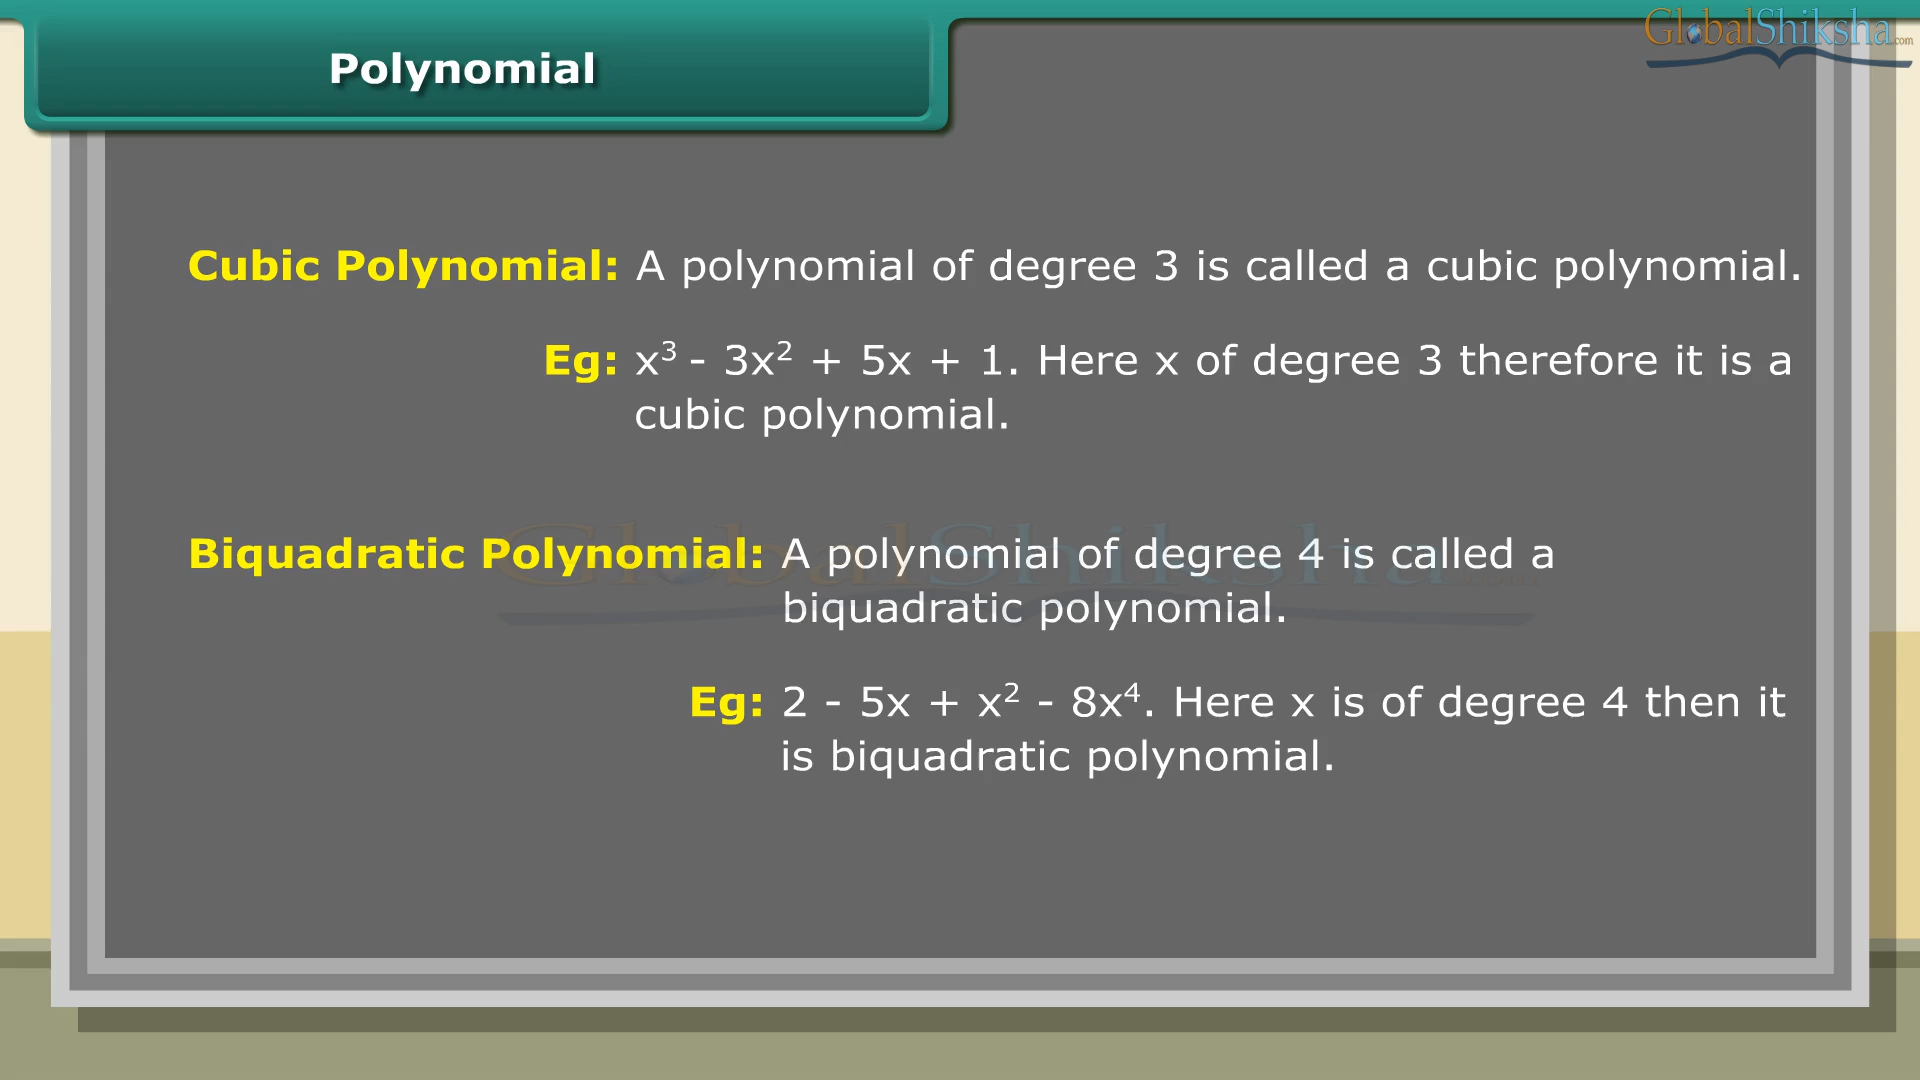 GlobalShiksha.com
Polynomial
Cubic Polynomial: A polynomial of degree 3 is called a cubic polynomial.
Eg: x³ - 3x² + 5x + 1. Here x of degree 3 therefore it is a
cubic polynomial.
GlobalShiksha.com
Biquadratic Polynomial: A polynomial of degree 4 is called a
biquadratic polynomial.
Eg: 2 - 5x + x² - 8x⁴. Here x is of degree 4 then it
is biquadratic polynomial.